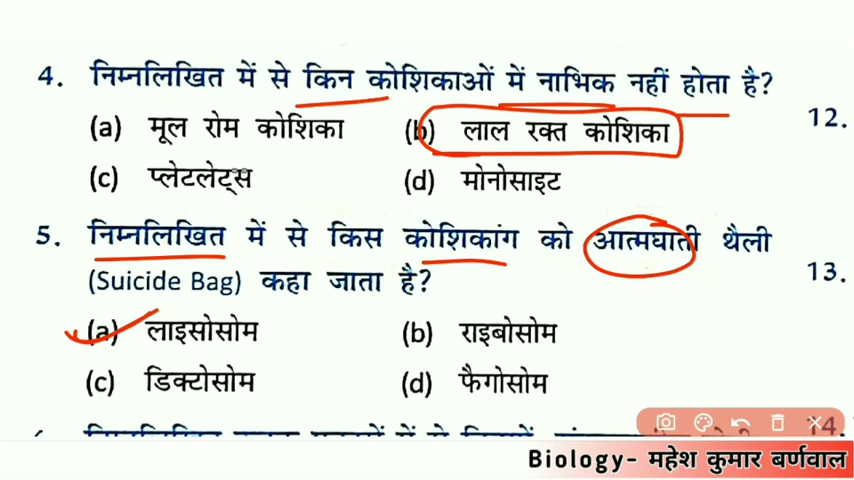 4. निम्नलिखित में से किन कोशिकाओं में नाभिक नहीं होता है?
(a) मूल रोम कोशिका (b) लाल रक्त कोशिका
(c) प्लेटलेट्स (d) मोनोसाइट
5. निम्नलिखित में से किस कोशिकांग को आत्मघाती थैली
(Suicide Bag) कहा जाता है?
(a) लाइसोसोम (b) राइबोसोम
(c) डिक्टोसोम (d) फैगोसोम
12.
13.
14.
Biology- महेश कुमार बर्णवाल